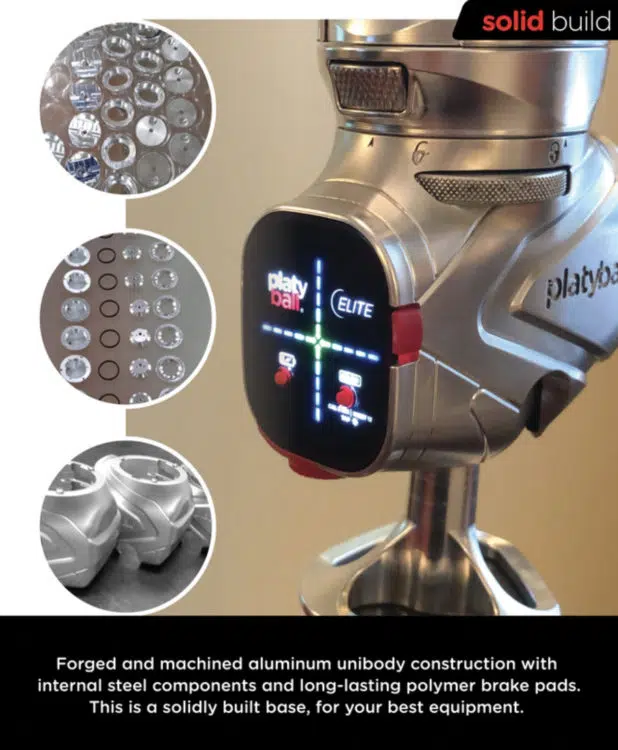 solid build
platy
ball.
ELITE
platyba
Forged and machined aluminum unibody construction with
internal steel components and long-lasting polymer brake pads.
This is a solidly built base, for your best equipment.